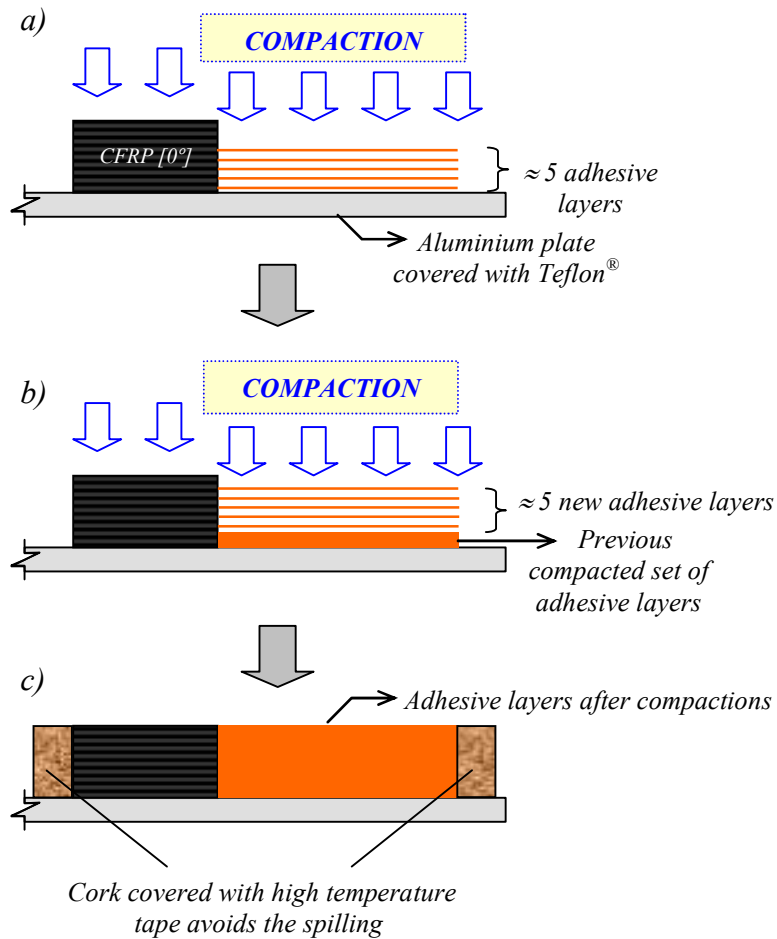 a)
COMPACTION
CFRP [0º]
≈ 5 adhesive
layers
Aluminium plate
covered with Teflon®
b)
COMPACTION
≈ 5 new adhesive layers
Previous
compacted set of
adhesive layers
c)
Adhesive layers after compactions
Cork covered with high temperature
tape avoids the spilling